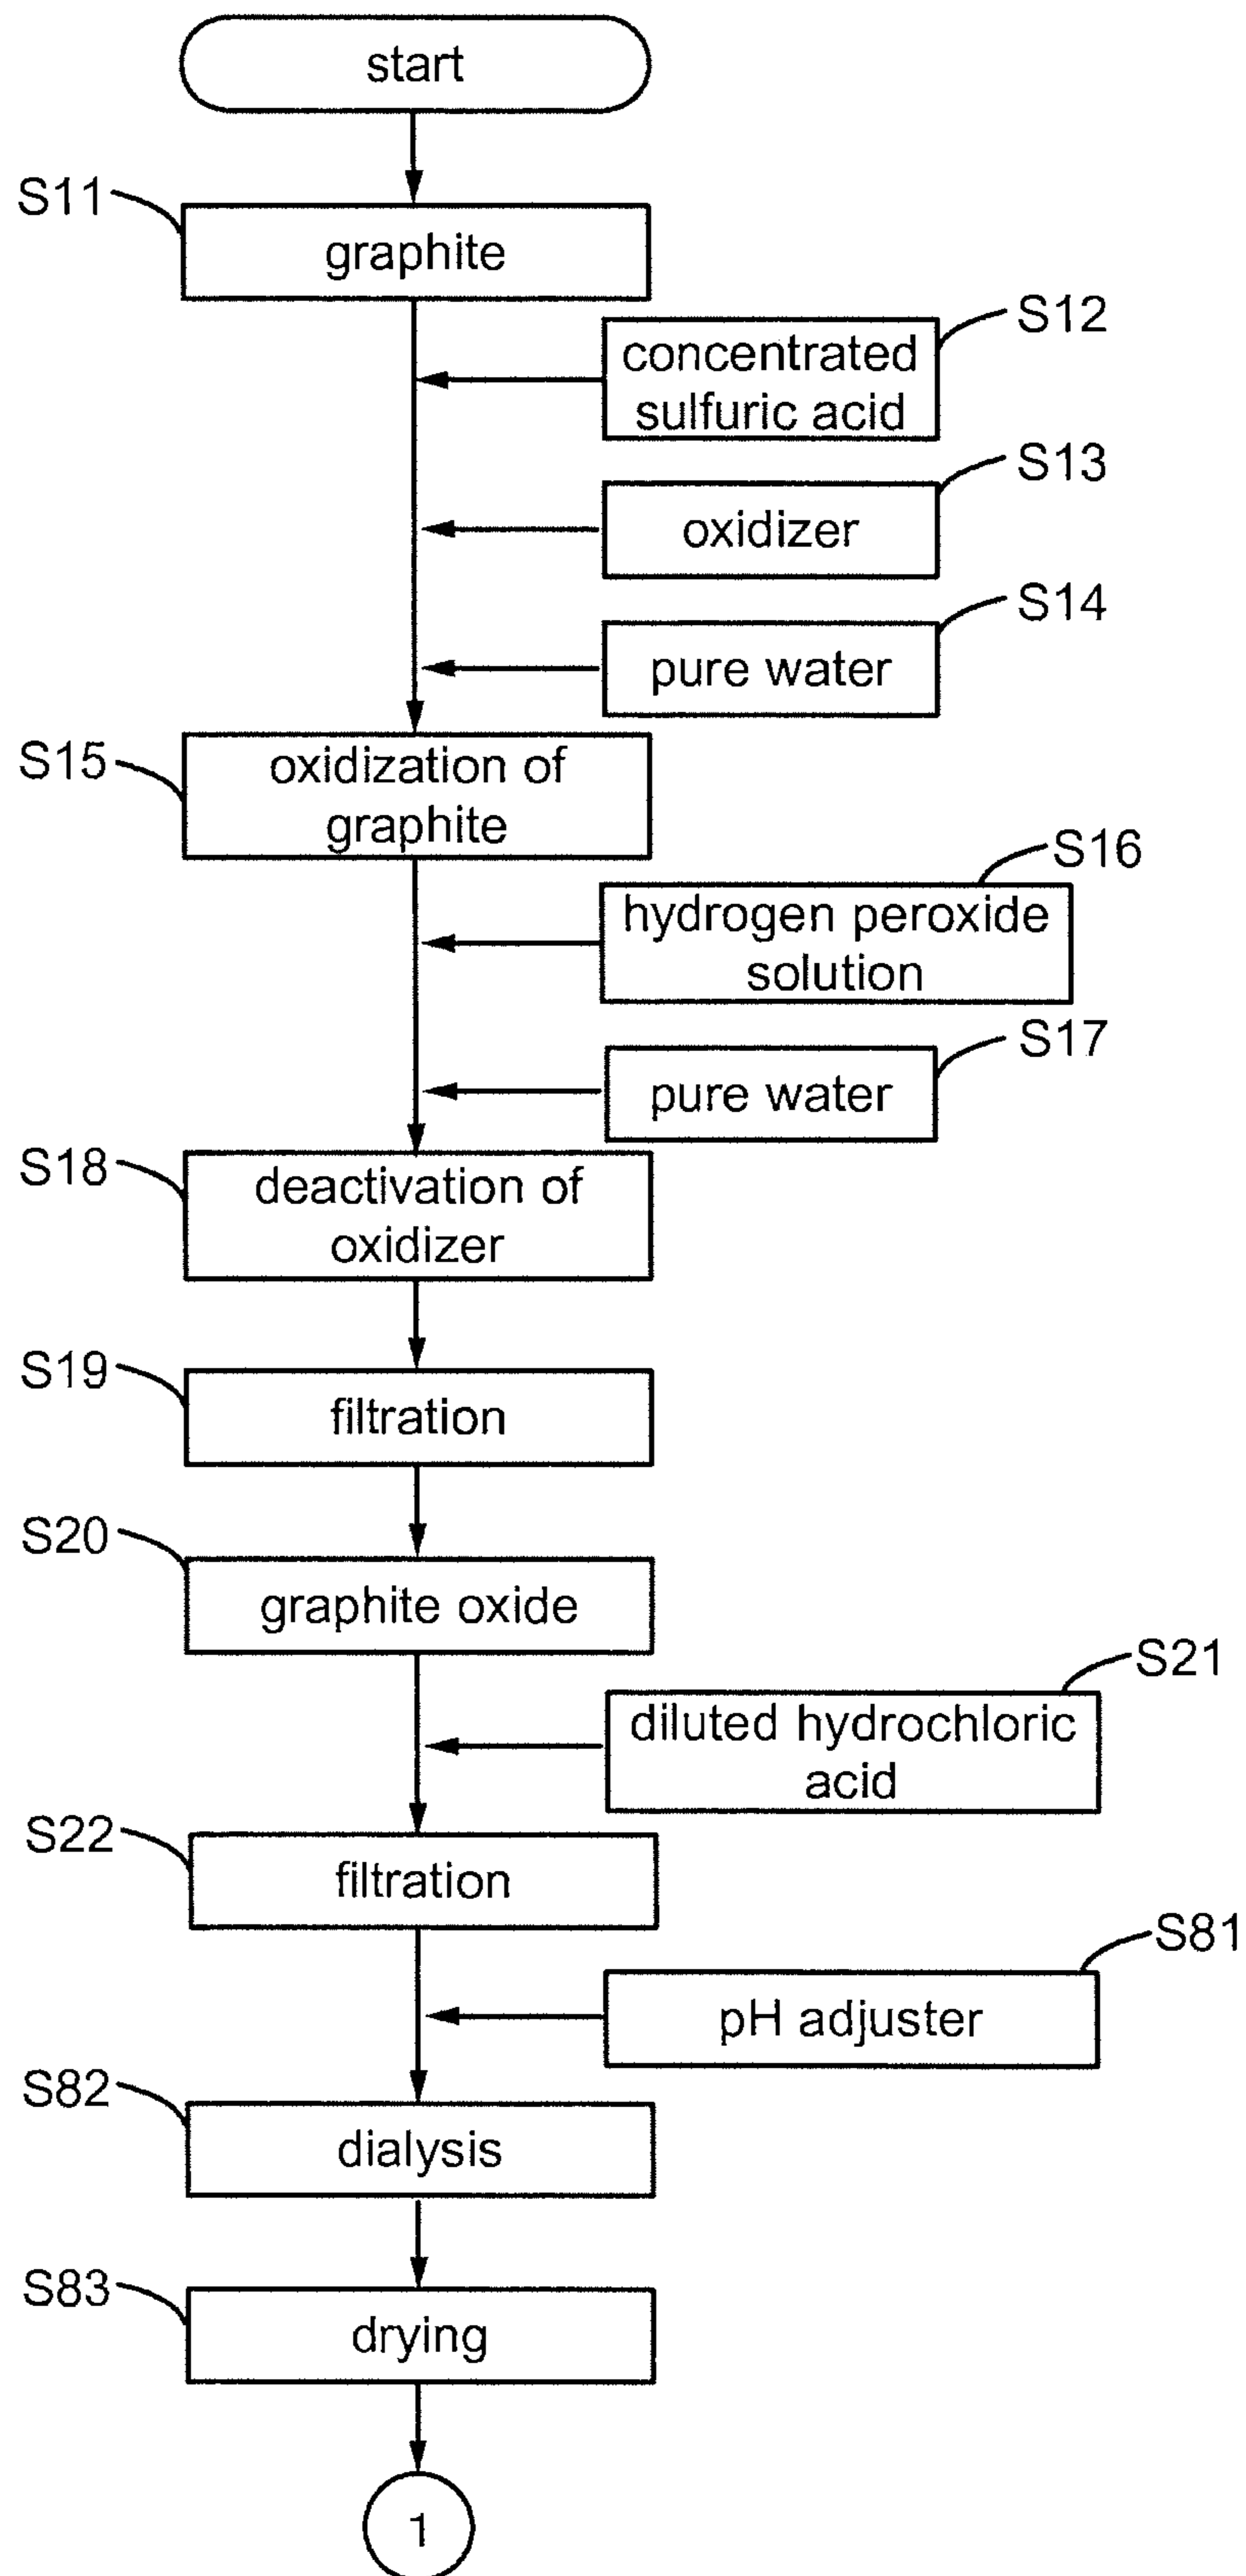 start
S11
graphite
S12
concentrated
sulfuric acid
S13
oxidizer
S14
pure water
S15
oxidization of
graphite
S16
hydrogen peroxide
solution
S17
pure water
S18
deactivation of
oxidizer
S19
filtration
S20
graphite oxide
S21
diluted hydrochloric
acid
S22
filtration
S81
pH adjuster
S82
dialysis
S83
drying
1